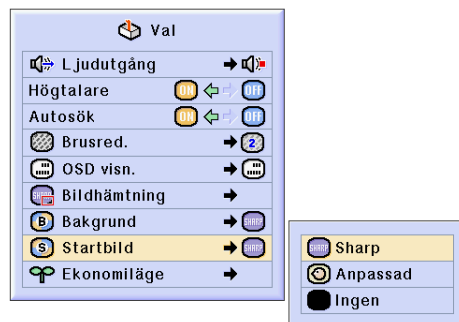 Val
Ljudutgång
Högtalare ON OFF
Autosök ON OFF
Brusred. 2
OSD visn.
SHARP Bildhämtning
B Bakgrund SHARP
S Startbild SHARP
Ekonomiläge
SHARP Sharp
Anpassad
Ingen